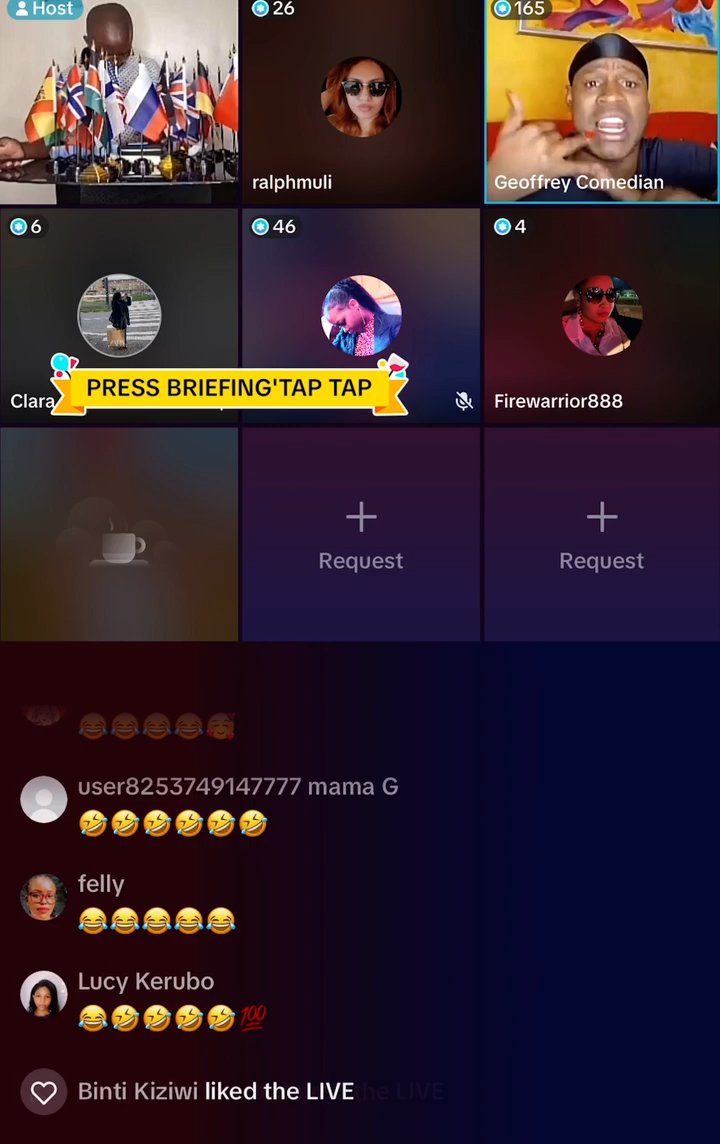 Host
26
165
ralphmuli
Geoffrey Comedian
6
46
4
PRESS BRIEFING'TAP TAP
Clara
Firewarrior888
Request
Request
😂😂😂😂🥰
user8253749147777 mama G
🤣🤣🤣🤣🤣🤣
felly
😂😂😂😂😂
Lucy Kerubo
😂🤣🤣🤣🤣💯
Binti Kiziwi liked the LIVE